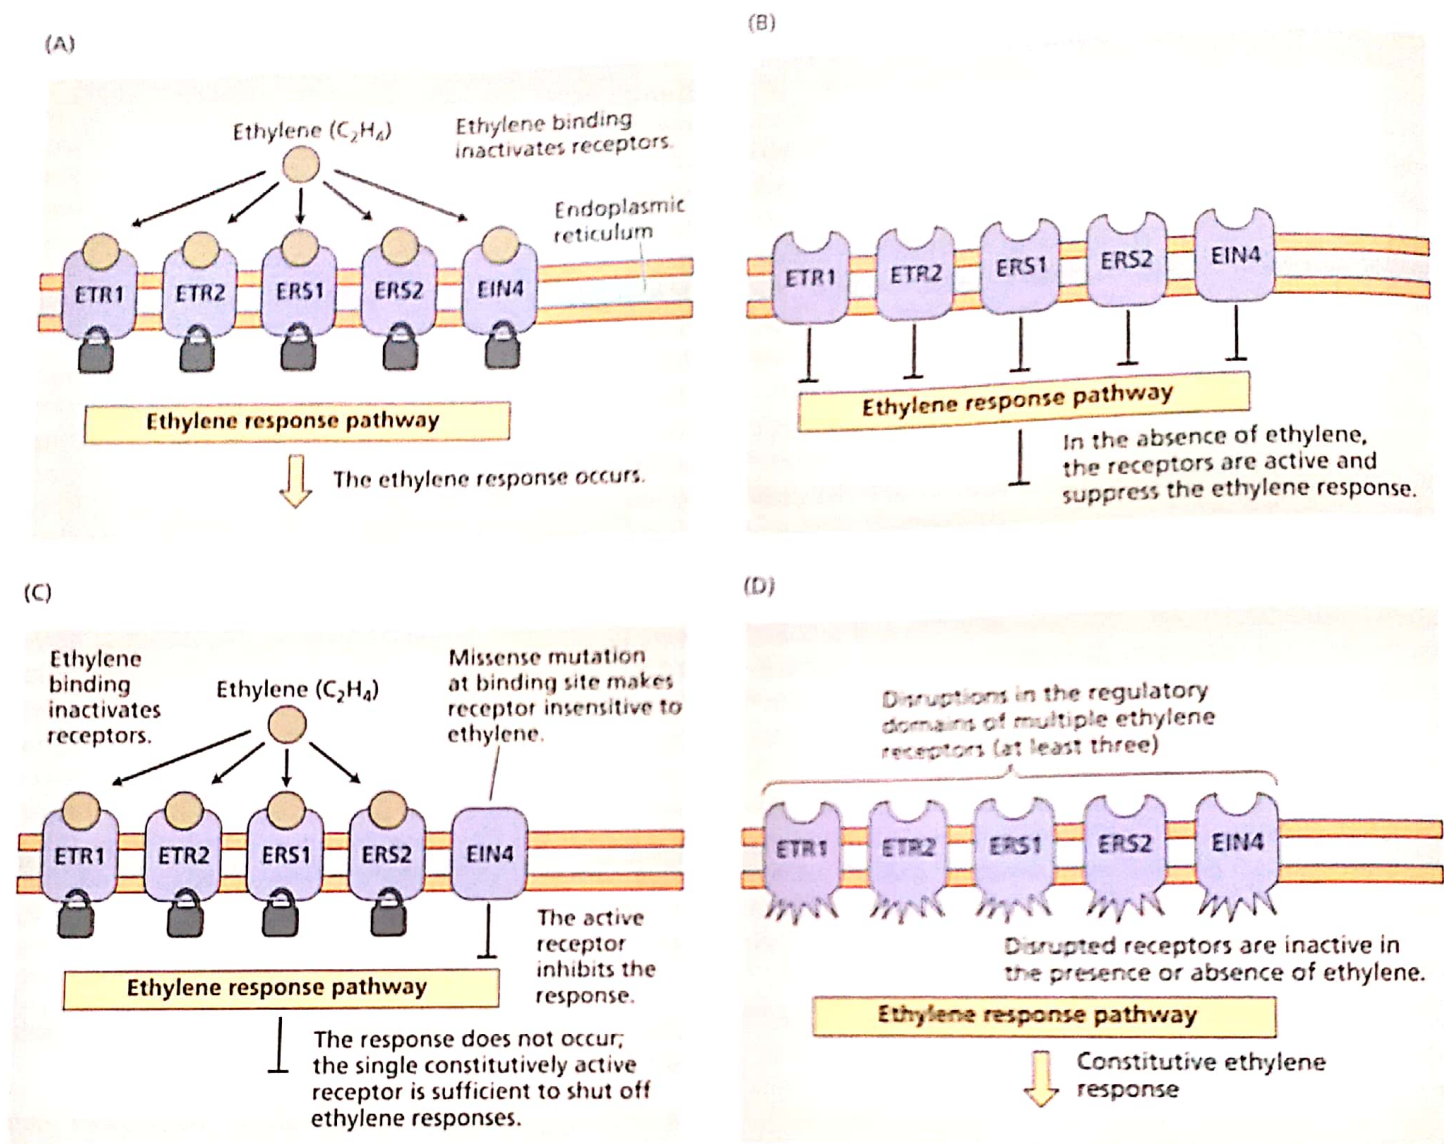 (A)
Ethylene (C₂H₄)
Ethylene binding
inactivates receptors.
Endoplasmic
reticulum
ETR1 ETR2 ERS1 ERS2 EIN4
Ethylene response pathway
The ethylene response occurs.
(B)
ETR1 ETR2 ERS1 ERS2 EIN4
Ethylene response pathway
In the absence of ethylene,
the receptors are active and
suppress the ethylene response.
(C)
Ethylene
binding
inactivates
receptors.
Ethylene (C₂H₄)
Missense mutation
at binding site makes
receptor insensitive to
ethylene.
ETR1 ETR2 ERS1 ERS2 EIN4
The active
receptor
inhibits the
response.
Ethylene response pathway
The response does not occur;
the single constitutively active
receptor is sufficient to shut off
ethylene responses.
(D)
Disruptions in the regulatory
domains of multiple ethylene
receptors (at least three)
ETR1 ETR2 ERS1 ERS2 EIN4
Disrupted receptors are inactive in
the presence or absence of ethylene.
Ethylene response pathway
Constitutive ethylene
response